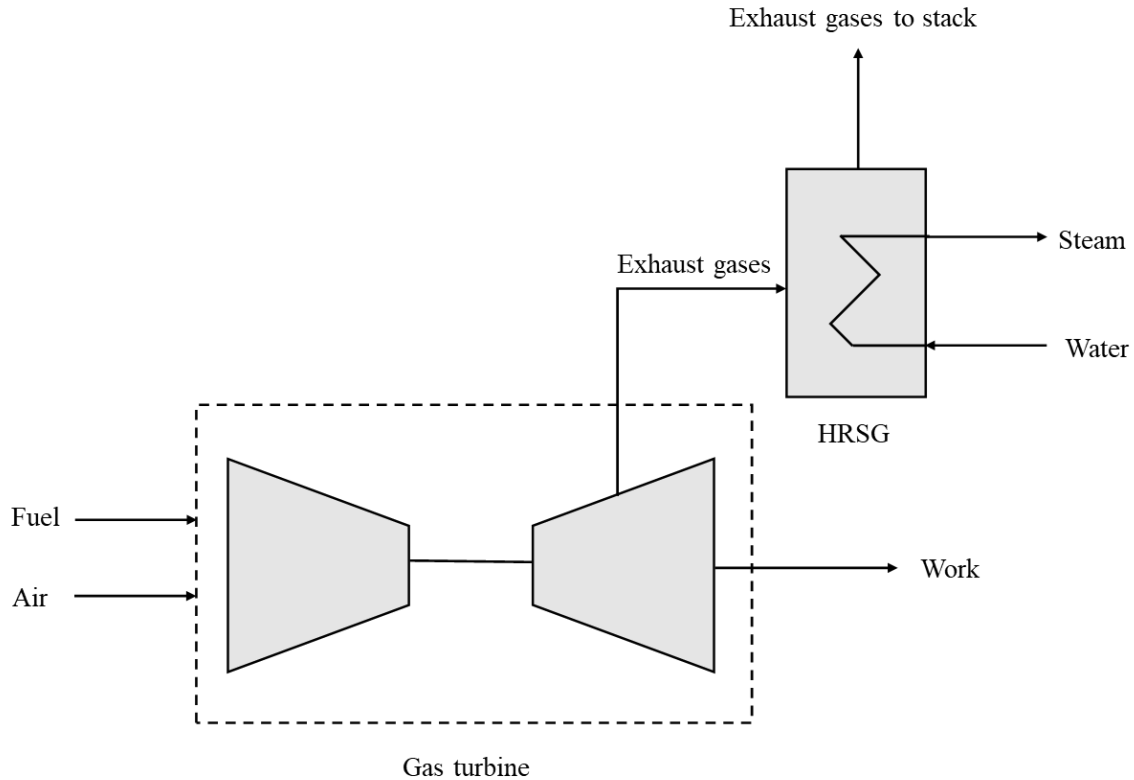 Exhaust gases to stack
Steam
Exhaust gases
Water
HRSG
Fuel
Work
Air
Gas turbine